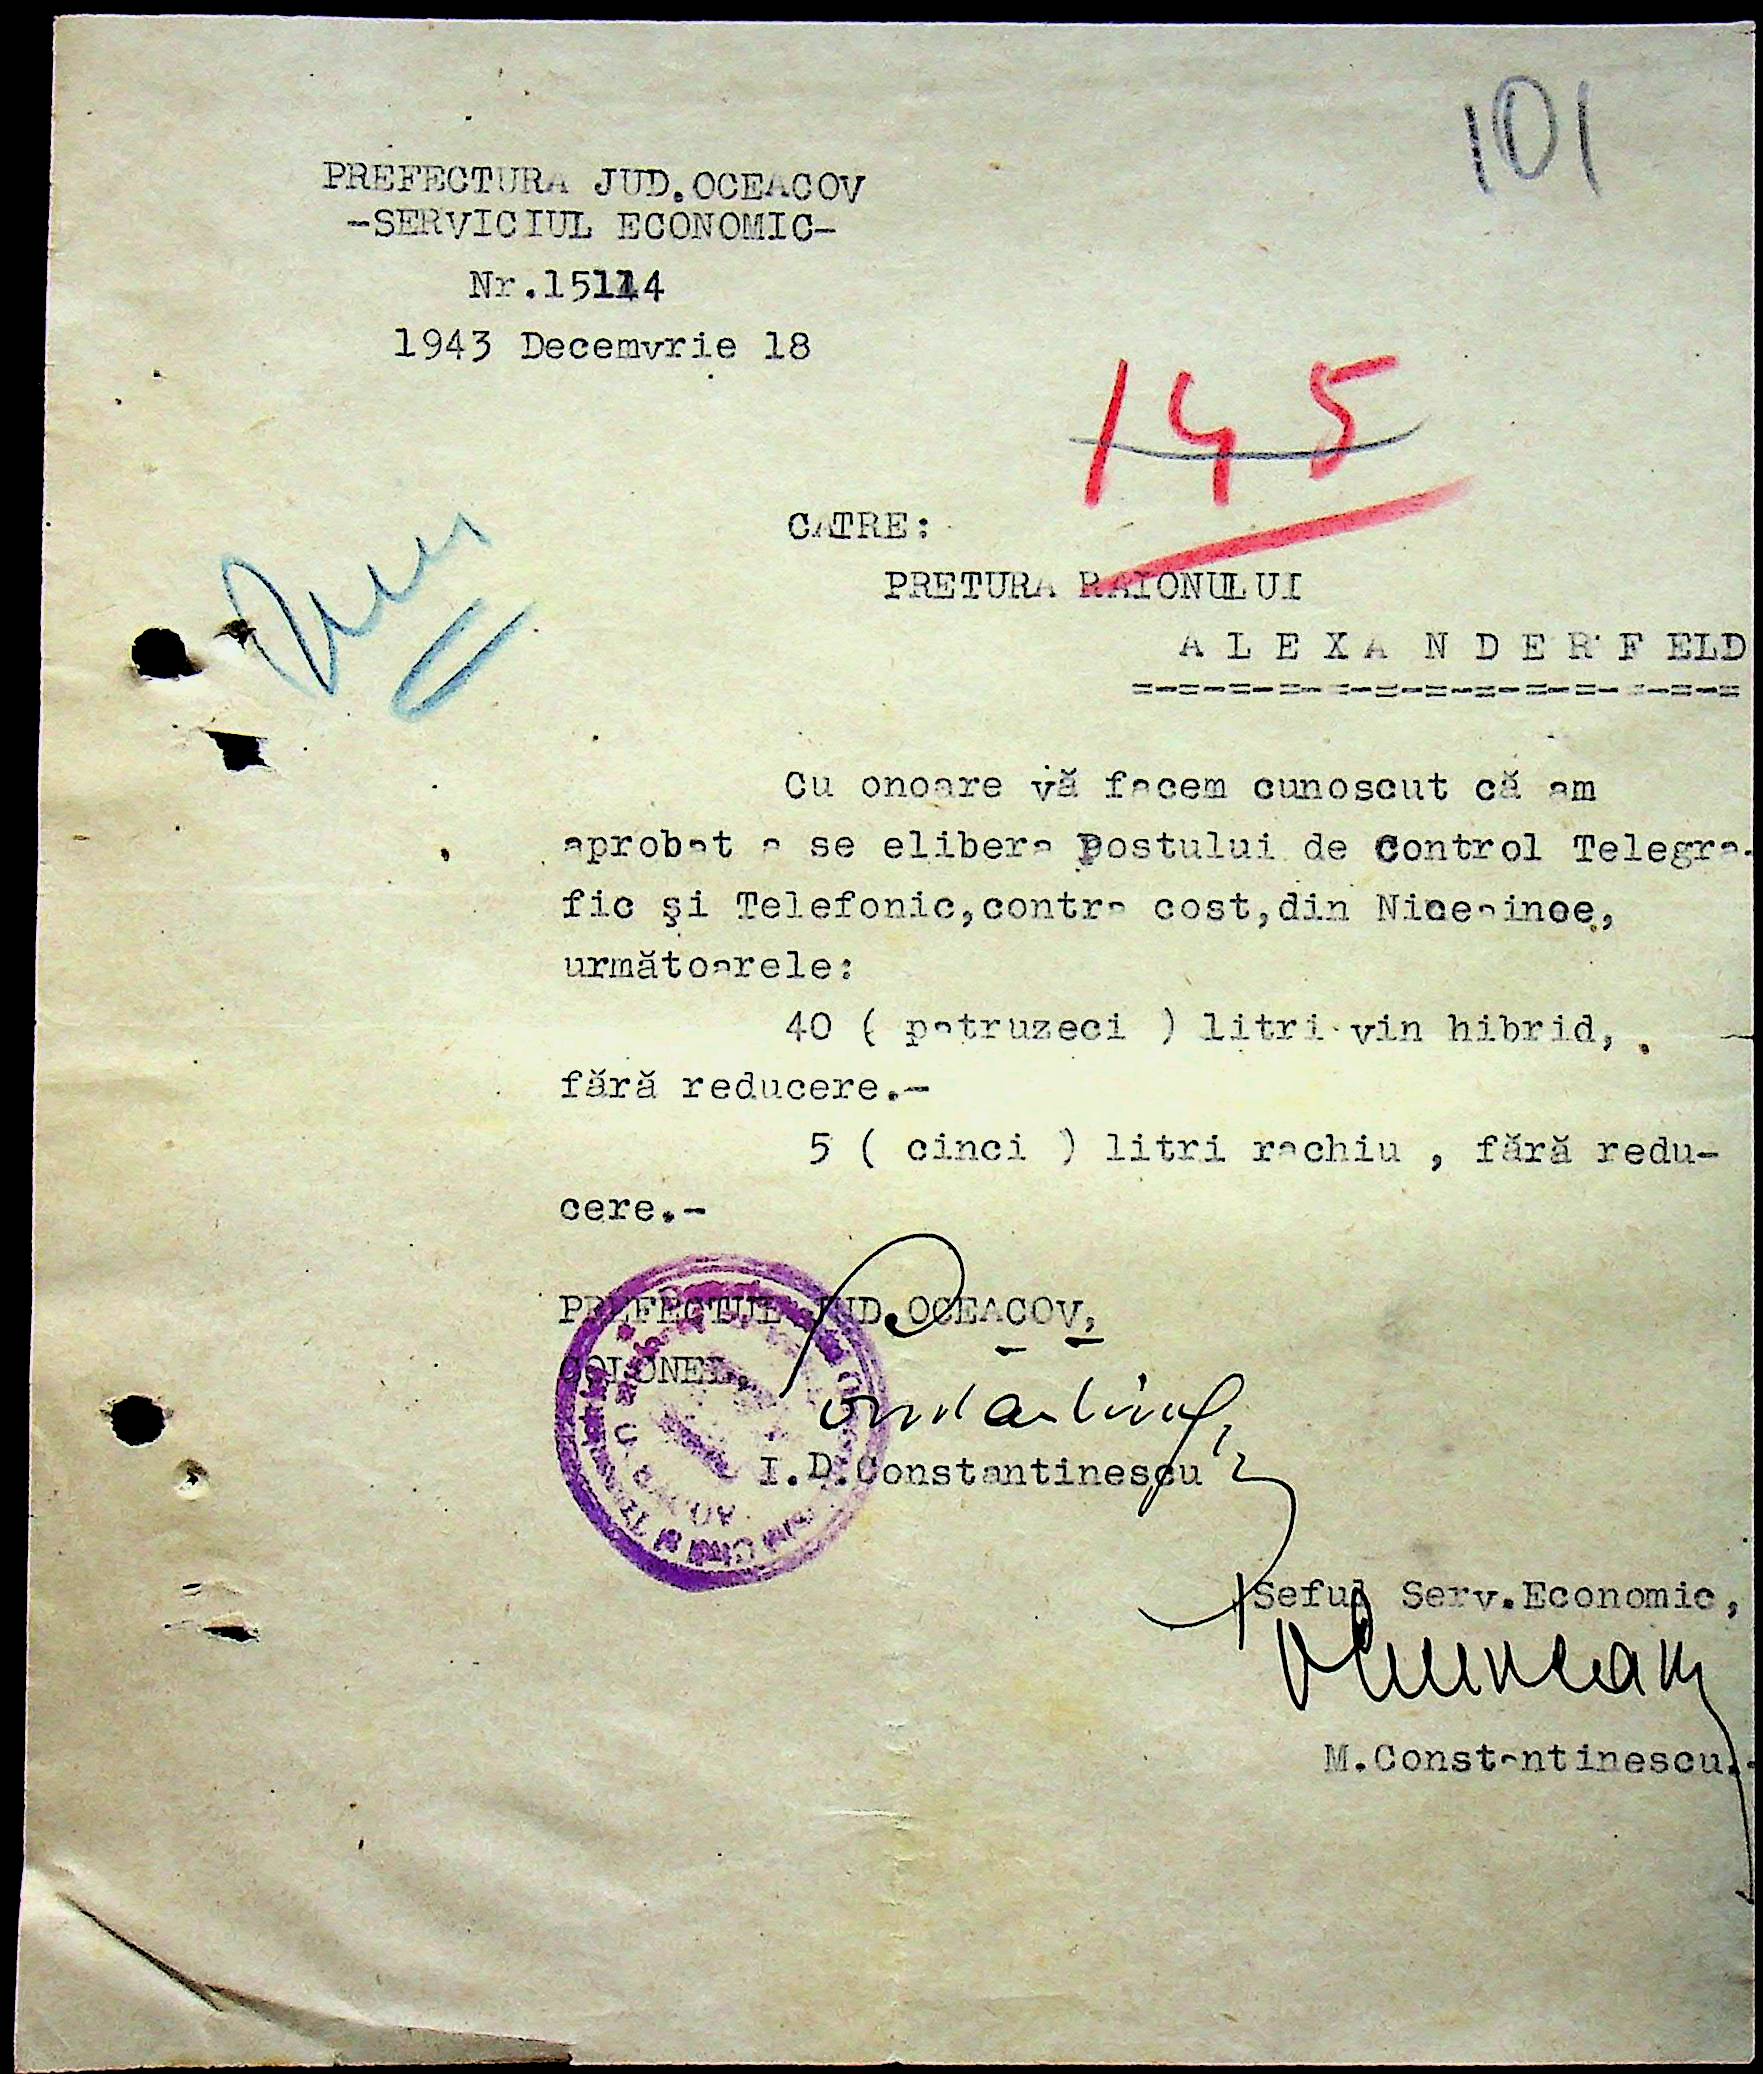 101
PREFECTURA JUD.OCEACOV
-SERVICIUL ECONOMIC-
Nr.15114
1943 Decemvrie 18
145
CATRE:
PRETURA RAIONULUI
A L E X A N D E R F ELD
=-=-=-=-=-=-=-=-=-=-=-=-=
Cu onoare vă facem cunoscut că am
aprobat a se elibera Postului de Control Telegra-
fic şi Telefonic,contra cost,din
următoarele:
40 ( patruzeci ) litri vin hibrid,
fără reducere.-
5 ( cinci ) litri rachiu , fără redu-
cere.-
PREFECTUL JUD.OCEACOV,
COLONEL,
I.D.Constantinescu
Seful Serv.Economic,
M.Constantinescu.-